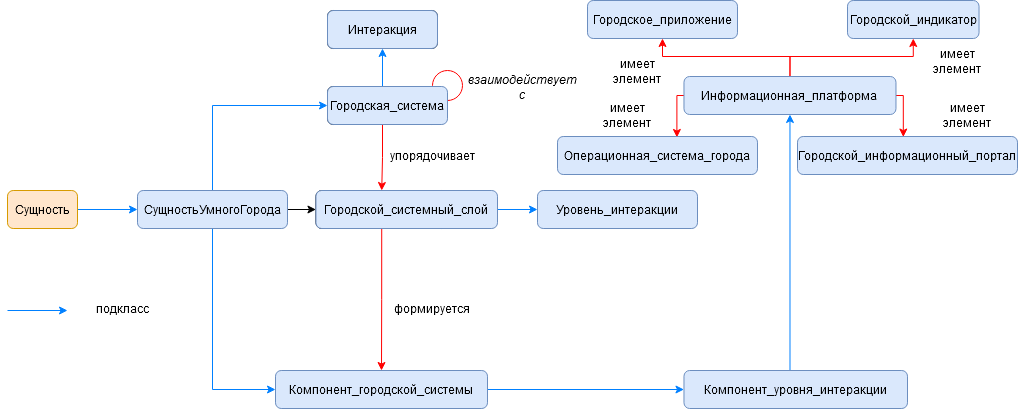 Городское_приложение
Городской_индикатор
Интеракция
имеет
элемент
имеет
элемент
взаимодействует
с
Городская_система
Информационная_платформа
имеет
элемент
имеет
элемент
упорядочивает
Операционная_система_города
Городской_информационный_портал
Сущность
СущностьУмногоГорода
Городской_системный_слой
Уровень_интеракции
подкласс
формируется
Компонент_городской_системы
Компонент_уровня_интеракции